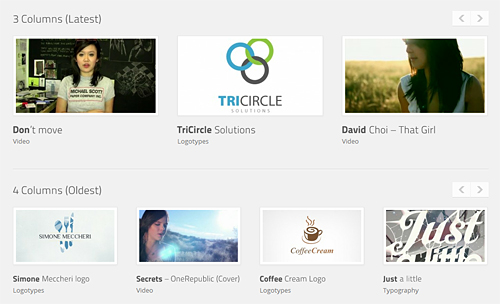 3 Columns (Latest)
MICHAEL SCOTT
PAPER COMPANY INC.
TRICIRCLE
SOLUTIONS
Don't move
Video
TriCircle Solutions
Logotypes
David Choi – That Girl
Video
4 Columns (Oldest)
SIMONE MECCHERI
CoffeeCream
Just
a little
Simone Meccheri logo
Logotypes
Secrets – OneRepublic (Cover)
Video
Coffee Cream Logo
Logotypes
Just a little
Typography